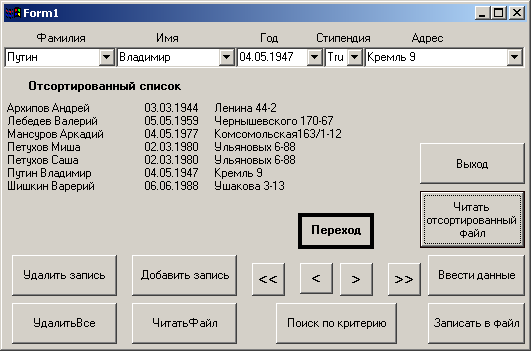 Form1
Фамилия Имя Год Стипендия Адрес
Путин Владимир 04.05.1947 Tru Кремль 9
Отсортированный список
Архипов Андрей 03.03.1944 Ленина 44-2
Лебедев Валерий 05.05.1959 Чернышевского 170-67
Мансуров Аркадий 04.05.1977 Комсомольская163/1-12
Петухов Миша 02.03.1980 Ульяновых 6-88
Петухов Саша 02.03.1980 Ульяновых 6-88
Путин Владимир 04.05.1947 Кремль 9
Шишкин Варерий 06.06.1988 Ушакова 3-13
Выход
Читать
отсортированный
файл
Переход
Удалить запись Добавить запись << < > >> Ввести данные
УдалитьВсе ЧитатьФайл Поиск по критерию Записать в файл